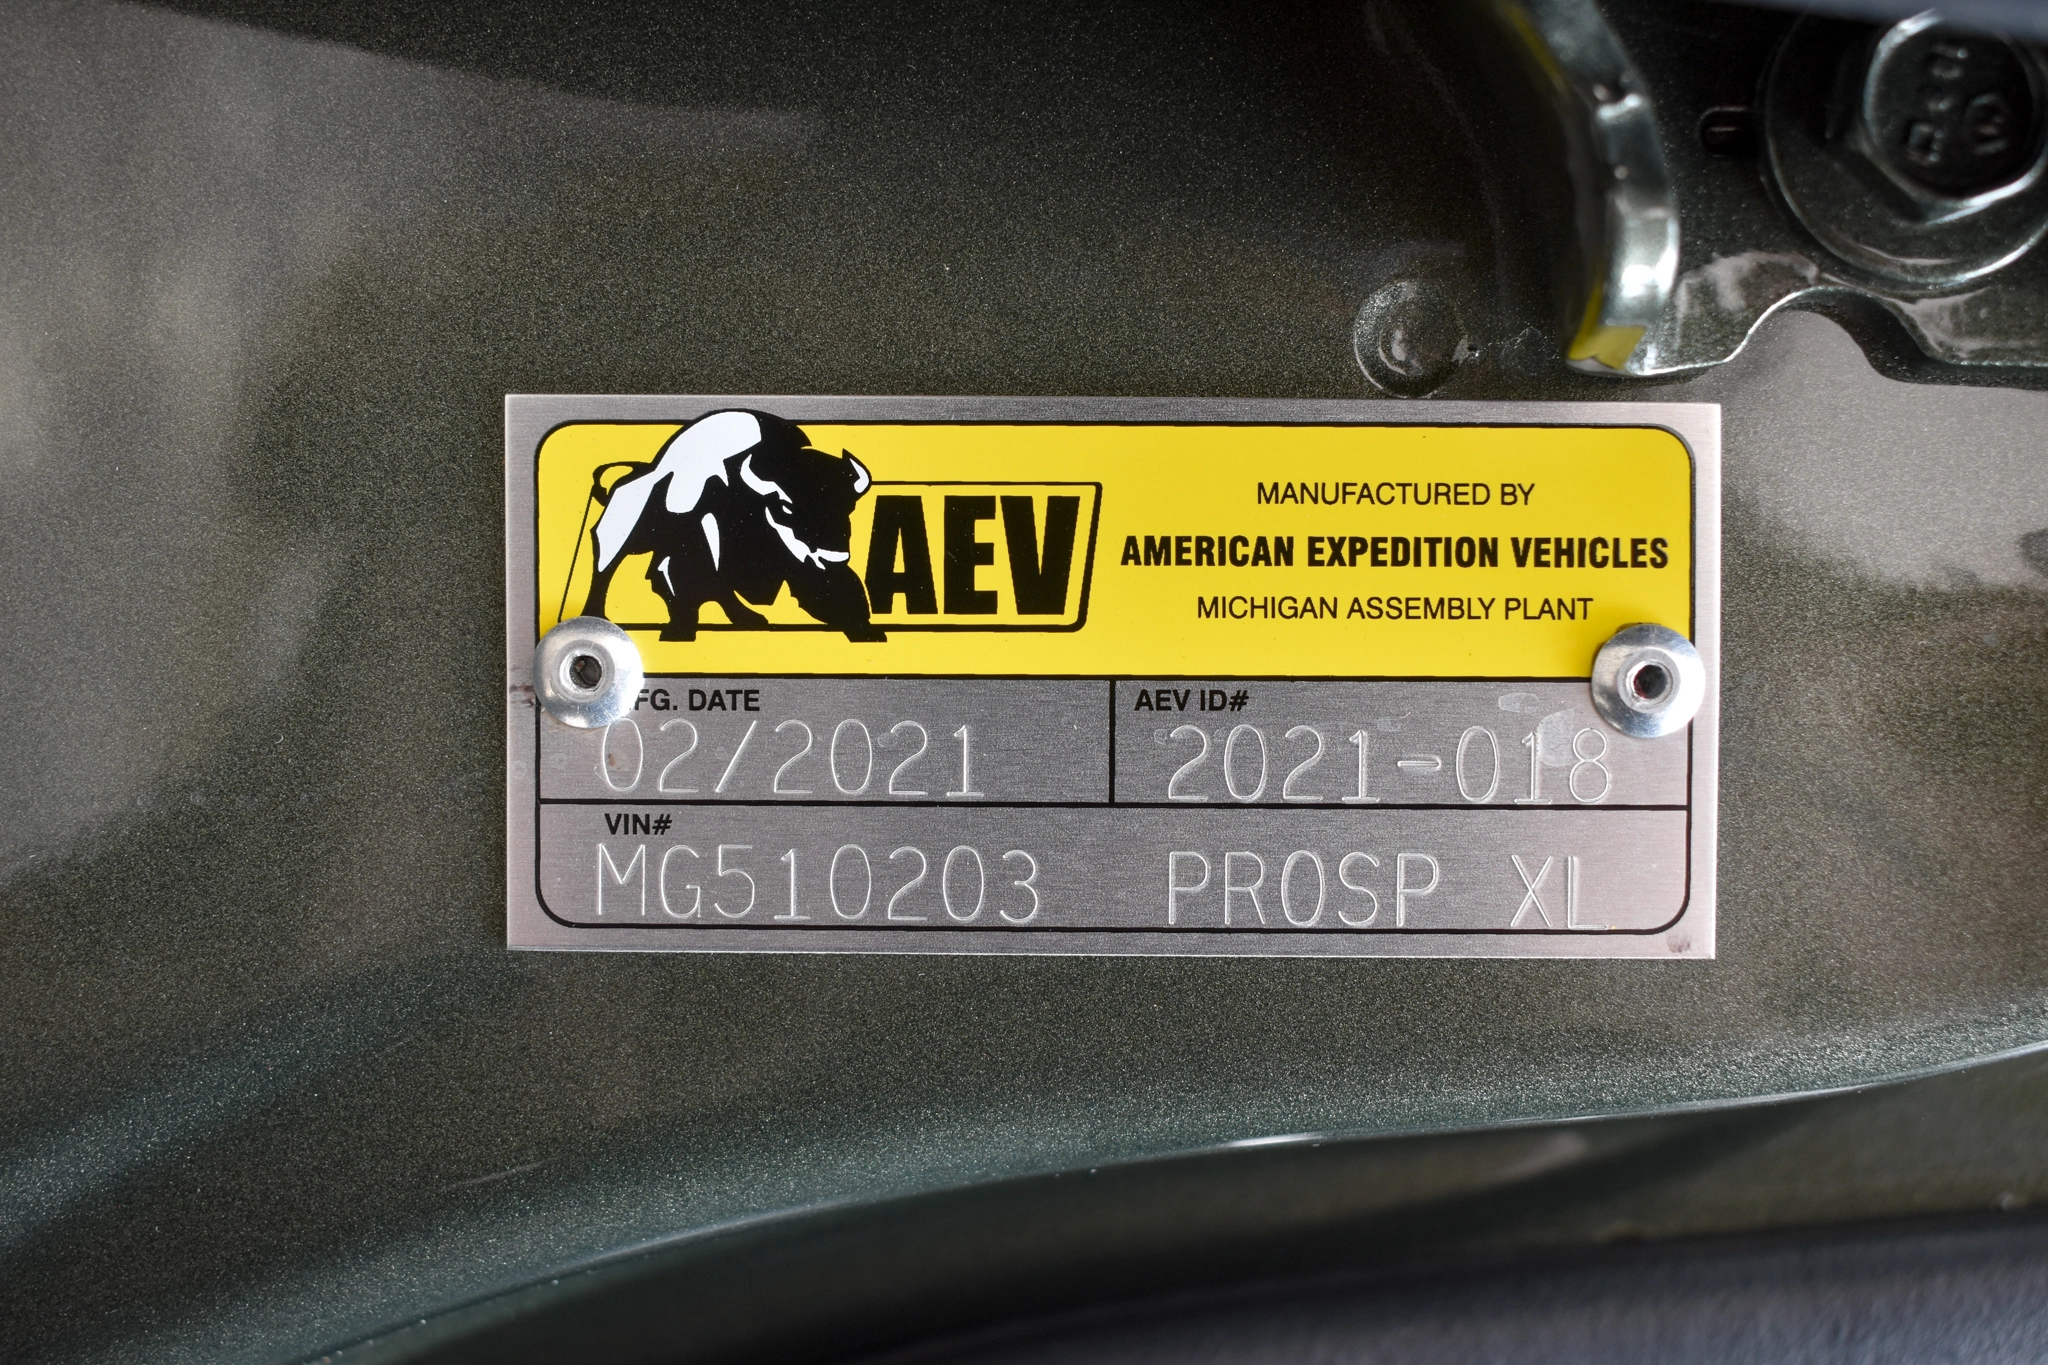 AEV
MANUFACTURED BY
AMERICAN EXPEDITION VEHICLES
MICHIGAN ASSEMBLY PLANT
FG. DATE
02/2021
AEV ID#
2021-018
VIN#
MG510203 PROSP XL